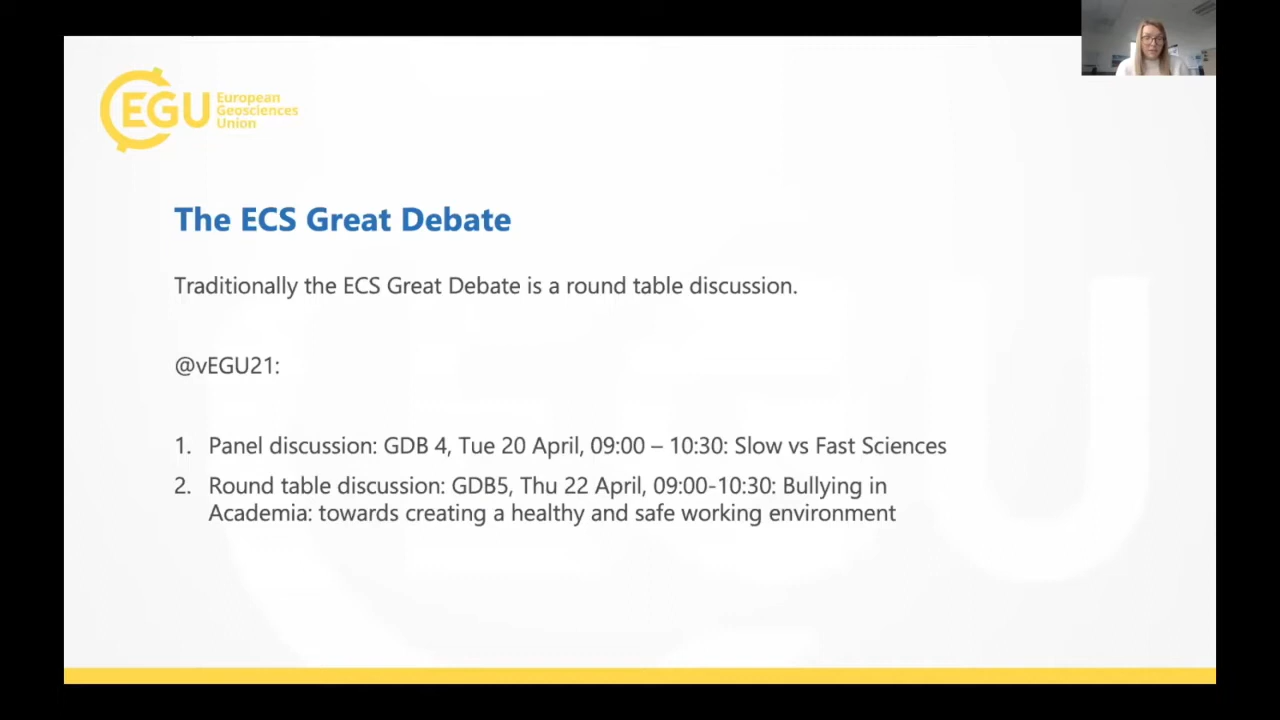 EGU
European
Geosciences
Union
The ECS Great Debate
Traditionally the ECS Great Debate is a round table discussion.
@vEGU21:
1. Panel discussion: GDB 4, Tue 20 April, 09:00 – 10:30: Slow vs Fast Sciences
2. Round table discussion: GDB5, Thu 22 April, 09:00-10:30: Bullying in
Academia: towards creating a healthy and safe working environment